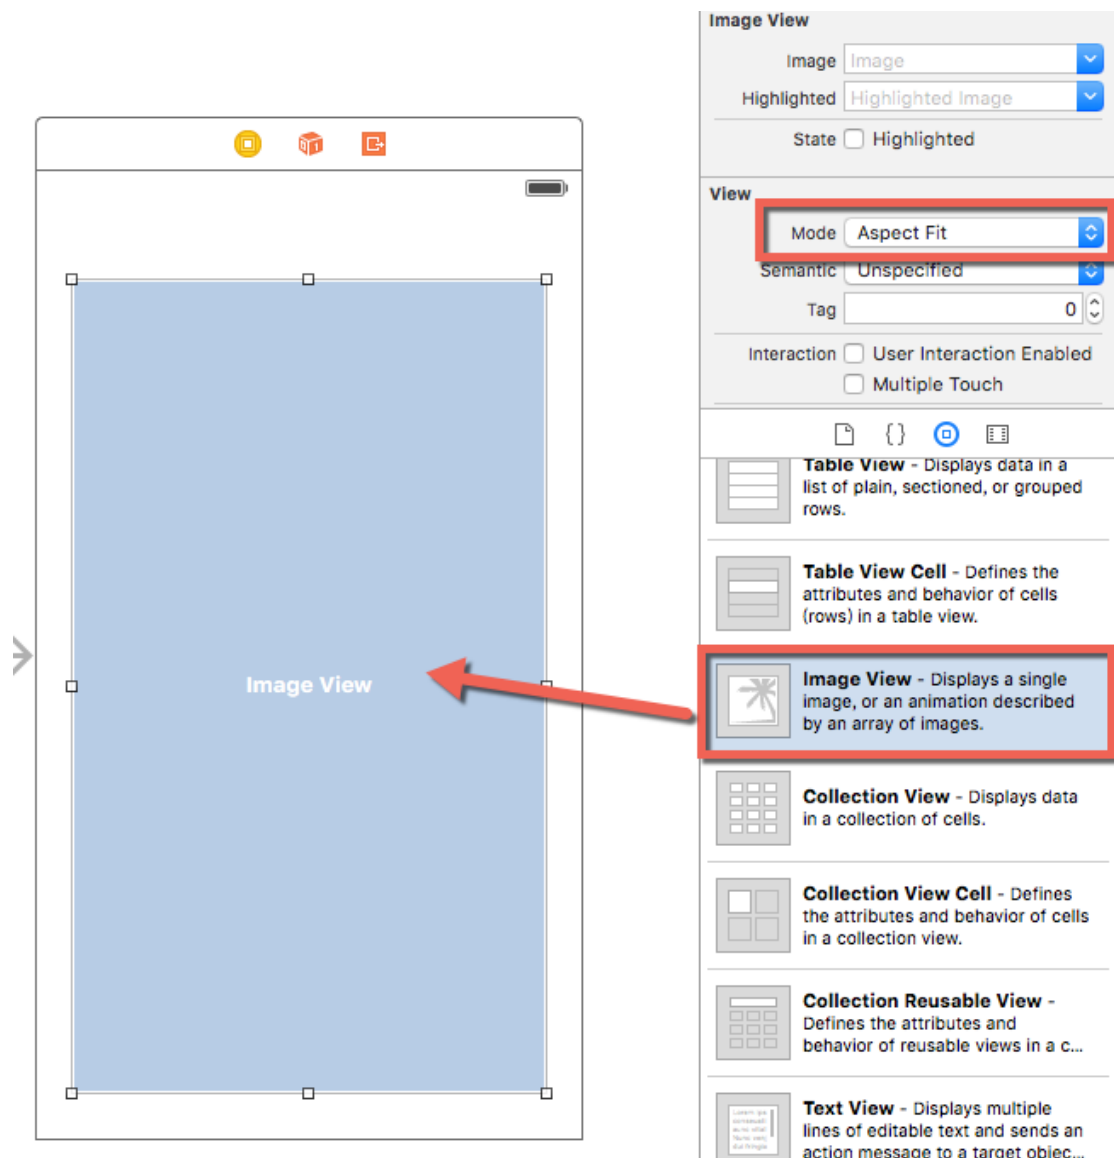 Image View
Image Image
Highlighted Highlighted Image
State Highlighted
View
Mode Aspect Fit
Semantic Unspecified
Tag 0
Interaction User Interaction Enabled
Multiple Touch
Image View
Table View - Displays data in a
list of plain, sectioned, or grouped
rows.
Table View Cell - Defines the
attributes and behavior of cells
(rows) in a table view.
Image View - Displays a single
image, or an animation described
by an array of images.
Collection View - Displays data
in a collection of cells.
Collection View Cell - Defines
the attributes and behavior of cells
in a collection view.
Collection Reusable View -
Defines the attributes and
behavior of reusable views in a c...
Text View - Displays multiple
lines of editable text and sends an
action message to a target objec...